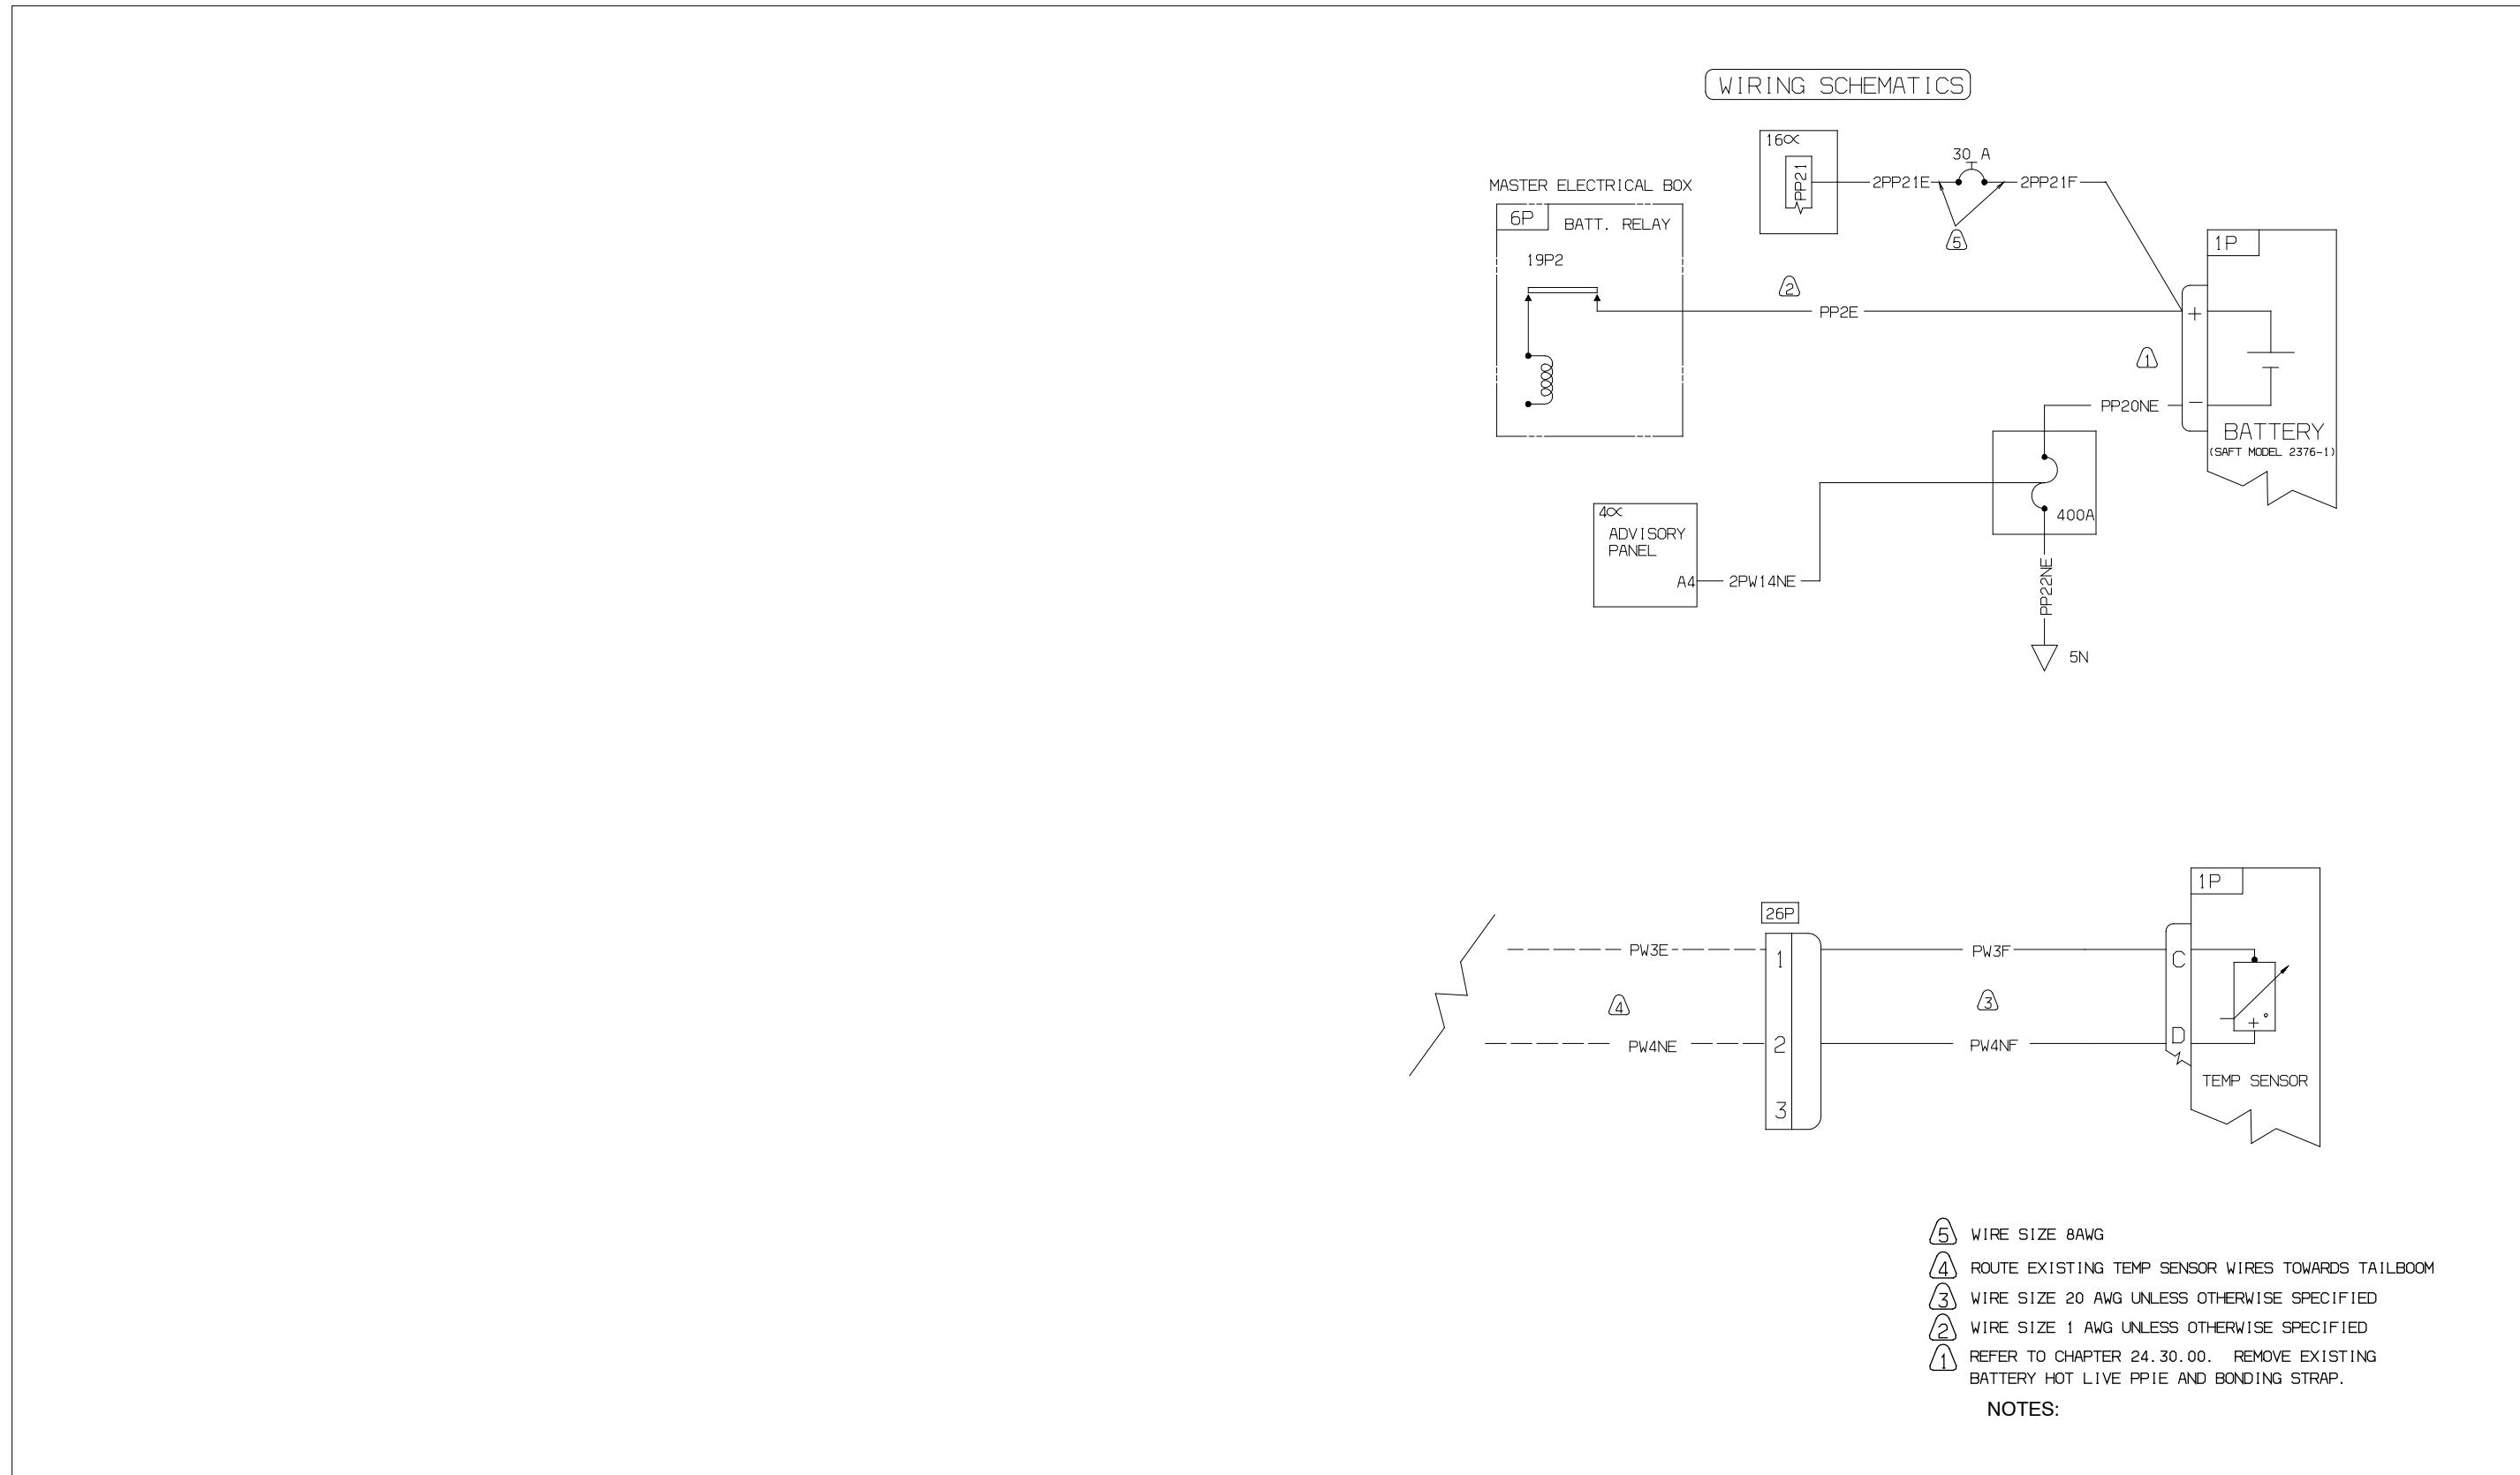 WIRING SCHEMATICS
16∝
PP21
30 A
2PP21E
2PP21F
5
MASTER ELECTRICAL BOX
6P
BATT. RELAY
19P2
2
PP2E
1P
+
1
−
PP20NE
BATTERY
(SAFT MODEL 2376-1)
400A
4∝
ADVISORY
PANEL
A4
2PW14NE
PP22NE
5N
1P
26P
PW3E
1
PW3F
C
4
3
+ °
PW4NE
2
PW4NF
D
TEMP SENSOR
3
5 WIRE SIZE 8AWG
4 ROUTE EXISTING TEMP SENSOR WIRES TOWARDS TAILBOOM
3 WIRE SIZE 20 AWG UNLESS OTHERWISE SPECIFIED
2 WIRE SIZE 1 AWG UNLESS OTHERWISE SPECIFIED
1 REFER TO CHAPTER 24.30.00. REMOVE EXISTING
BATTERY HOT LIVE PPIE AND BONDING STRAP.
NOTES: